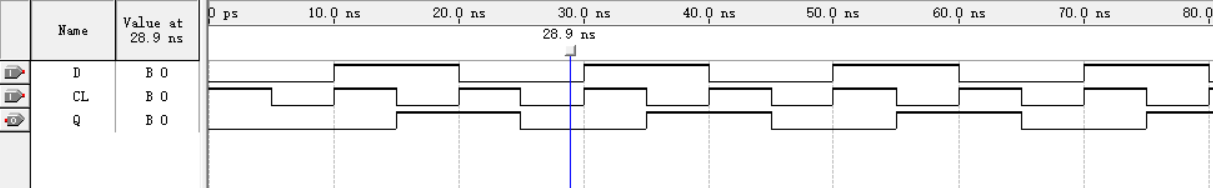 Name
Value at
28.9 ns
0 ps 10.0 ns 20.0 ns 30.0 ns 40.0 ns 50.0 ns 60.0 ns 70.0 ns 80.0
28.9 ns
D B 0
CL B 0
Q B 0